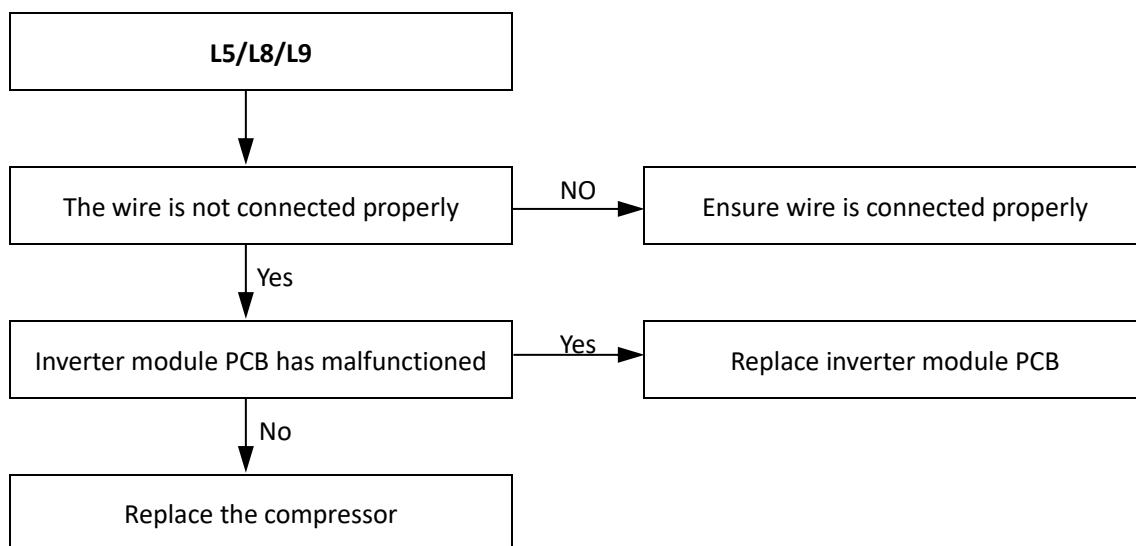 L5/L8/L9
The wire is not connected properly
NO
Ensure wire is connected properly
Yes
Inverter module PCB has malfunctioned
Yes
Replace inverter module PCB
No
Replace the compressor